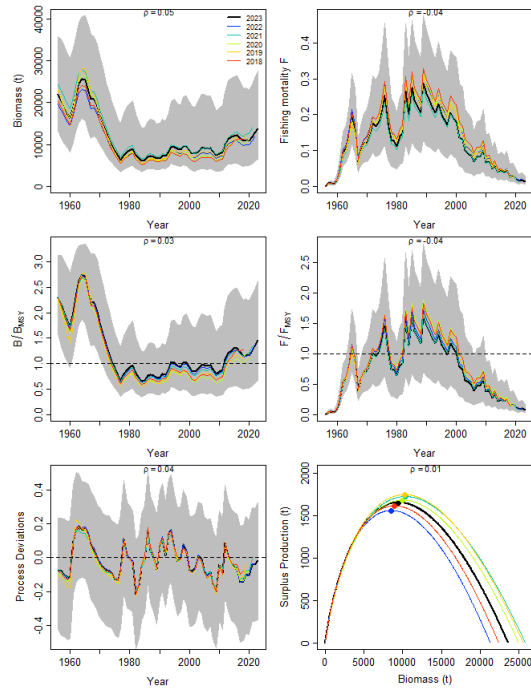 ρ = 0.05
Biomass (t)
40000
30000
20000
10000
0
2023
2022
2021
2020
2019
2018
1960 1980 2000 2020
Year
ρ = -0.04
Fishing mortality F
0.4
0.3
0.2
0.1
0.0
1960 1980 2000 2020
Year
ρ = 0.03
B/BMSY
3.0
2.5
2.0
1.5
1.0
0.5
0.0
1960 1980 2000 2020
Year
ρ = -0.04
F/FMSY
2.5
2.0
1.5
1.0
0.5
0.0
1960 1980 2000 2020
Year
ρ = 0.04
Process Deviations
0.4
0.2
0.0
-0.2
-0.4
1960 1980 2000 2020
Year
ρ = 0.01
Surplus Production (t)
2000
1500
1000
500
0
0 5000 10000 15000 20000 25000
Biomass (t)